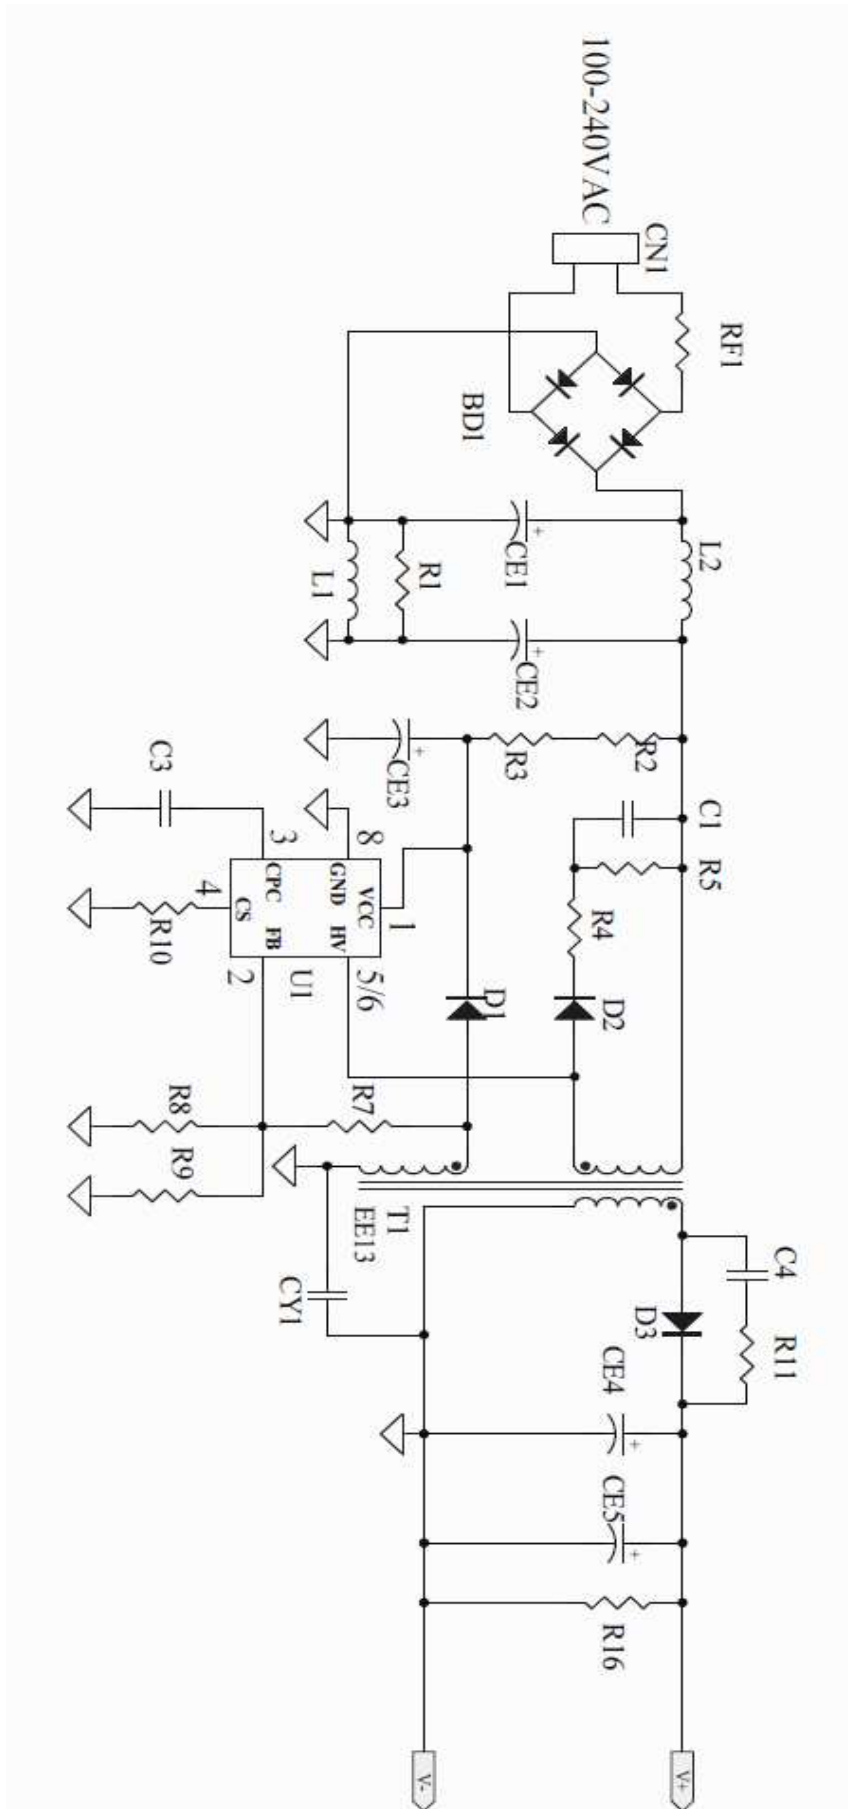 100-240VAC
CN1
RF1
BD1
L2
CE1
R1
L1
CE2
R2
R3
CE3
C3
C1
R5
R4
3
8
4
CPC
GND
VCC
CS
FB
HV
1
R10
2
U1
5/6
D1
D2
R8
R7
R9
T1
EE13
CY1
C4
D3
R11
CE4
CE5
R16
V-
V+
+
+
+
+
+